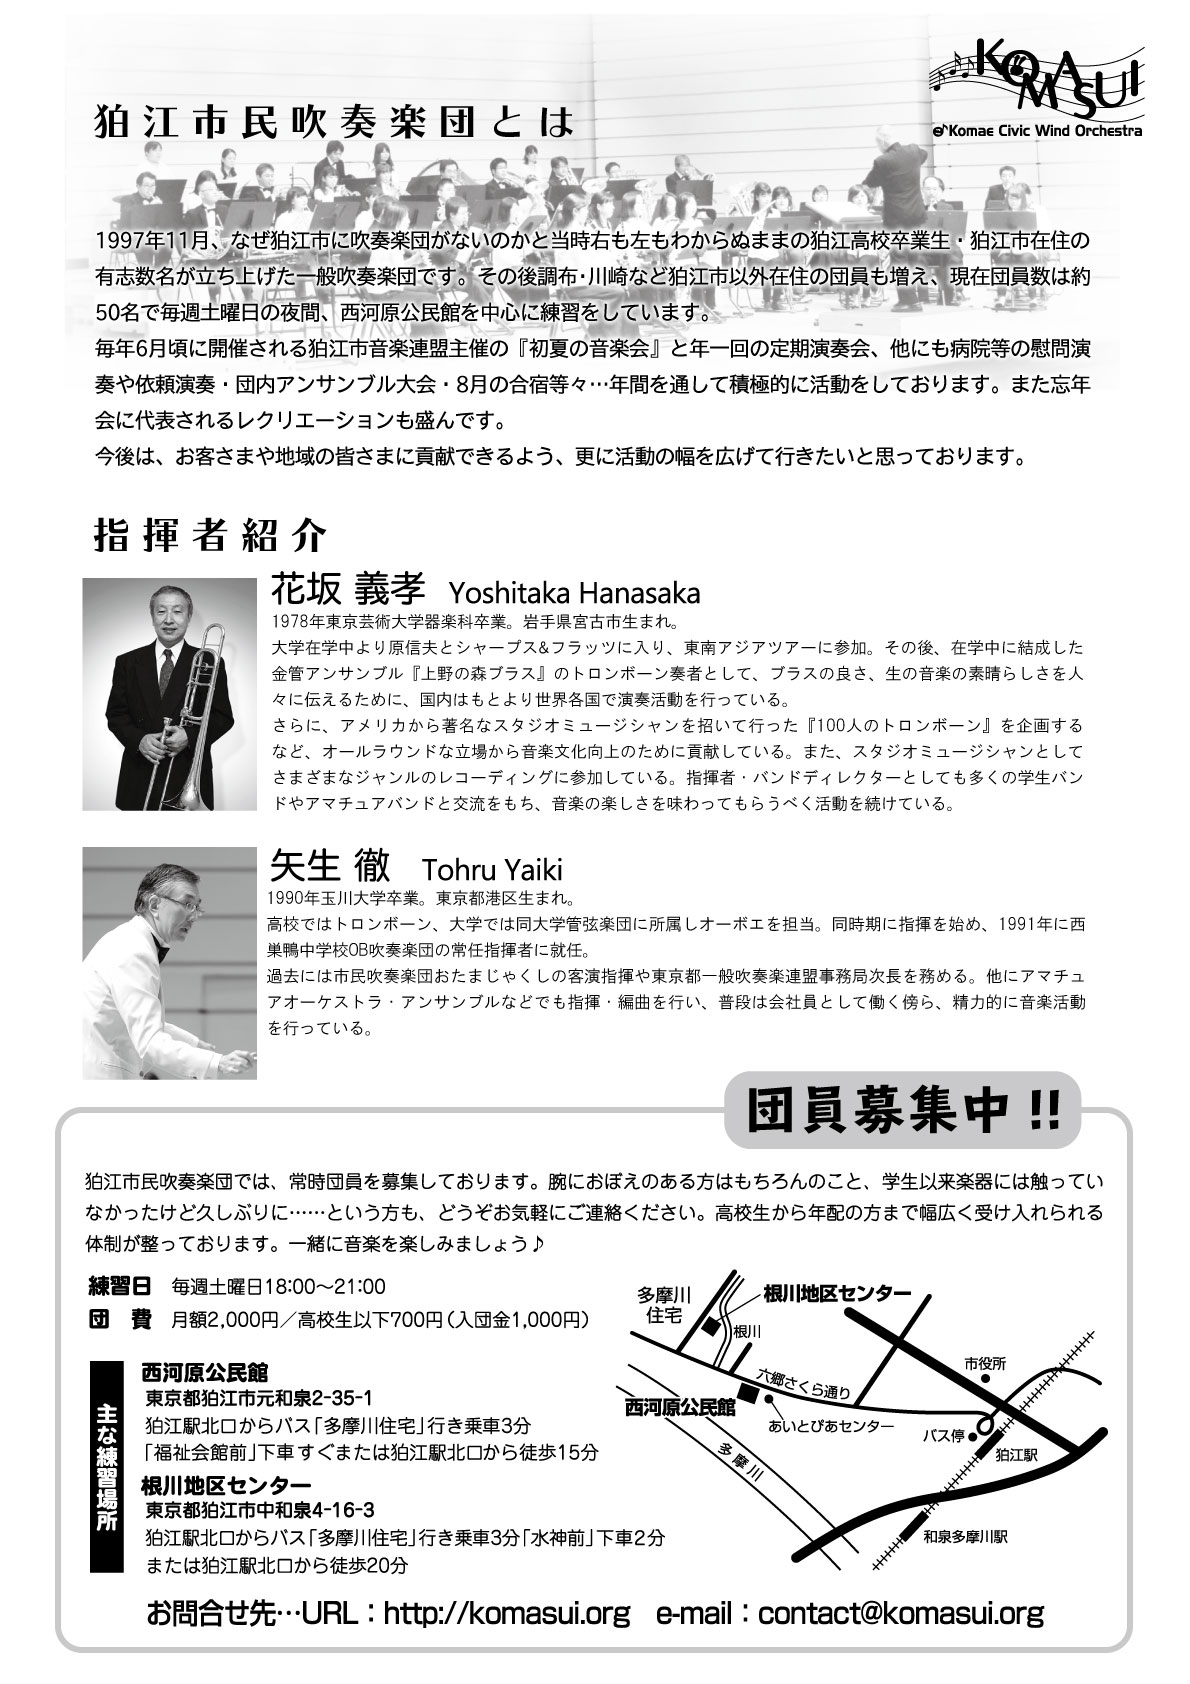 KOMASUI
Komae Civic Wind Orchestra
狛江市民吹奏楽団とは
1997年11月、なぜ狛江市に吹奏楽団がないのかと当時右も左もわからぬままの狛江高校卒業生・狛江市在住の
有志数名が立ち上げた一般吹奏楽団です。その後調布･川崎など狛江市以外在住の団員も増え、現在団員数は約
50名で毎週土曜日の夜間、西河原公民館を中心に練習をしています。
毎年6月頃に開催される狛江市音楽連盟主催の『初夏の音楽会』と年一回の定期演奏会、他にも病院等の慰問演
奏や依頼演奏・団内アンサンブル大会・8月の合宿等々…年間を通して積極的に活動をしております。また忘年
会に代表されるレクリエーションも盛んです。
今後は、お客さまや地域の皆さまに貢献できるよう、更に活動の幅を広げて行きたいと思っております。
指揮者紹介
花坂 義孝 Yoshitaka Hanasaka
1978年東京芸術大学器楽科卒業。岩手県宮古市生まれ。
大学在学中より原信夫とシャープス&フラッツに入り、東南アジアツアーに参加。その後、在学中に結成した
金管アンサンブル『上野の森ブラス』のトロンボーン奏者として、ブラスの良さ、生の音楽の素晴らしさを人
々に伝えるために、国内はもとより世界各国で演奏活動を行っている。
さらに、アメリカから著名なスタジオミュージシャンを招いて行った『100人のトロンボーン』を企画する
など、オールラウンドな立場から音楽文化向上のために貢献している。また、スタジオミュージシャンとして
さまざまなジャンルのレコーディングに参加している。指揮者・バンドディレクターとしても多くの学生バン
ドやアマチュアバンドと交流をもち、音楽の楽しさを味わってもらうべく活動を続けている。
矢生 徹 Tohru Yaiki
1990年玉川大学卒業。東京都港区生まれ。
高校ではトロンボーン、大学では同大学管弦楽団に所属しオーボエを担当。同時期に指揮を始め、1991年に西
巣鴨中学校OB吹奏楽団の常任指揮者に就任。
過去には市民吹奏楽団おたまじゃくしの客演指揮や東京都一般吹奏楽連盟事務局次長を務める。他にアマチュ
アオーケストラ・アンサンブルなどでも指揮・編曲を行い、普段は会社員として働く傍ら、精力的に音楽活動
を行っている。
団員募集中!!
狛江市民吹奏楽団では、常時団員を募集しております。腕におぼえのある方はもちろんのこと、学生以来楽器には触ってい
なかったけど久しぶりに……という方も、どうぞお気軽にご連絡ください。高校生から年配の方まで幅広く受け入れられる
体制が整っております。一緒に音楽を楽しみましょう♪
練習日 毎週土曜日18:00～21:00
団 費 月額2,000円／高校生以下700円（入団金1,000円）
主な練習場所
西河原公民館
東京都狛江市元和泉2-35-1
狛江駅北口からバス「多摩川住宅」行き乗車3分
「福祉会館前」下車 すぐまたは狛江駅北口から徒歩15分
根川地区センター
東京都狛江市中和泉4-16-3
狛江駅北口からバス「多摩川住宅」行き乗車3分「水神前」下車2分
または狛江駅北口から徒歩20分
多摩川
住宅
根川地区センター
根川
六郷さくら通り
市役所
西河原公民館
あいとぴあセンター
バス停
狛江駅
多摩川
和泉多摩川駅
お問合せ先…URL：http://komasui.org e-mail：contact@komasui.org